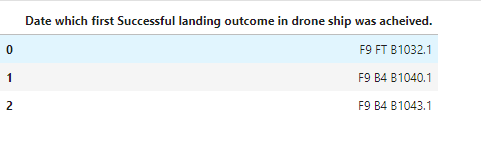 Date which first Successful landing outcome in drone ship was acheived.
0 F9 FT B1032.1
1 F9 B4 B1040.1
2 F9 B4 B1043.1